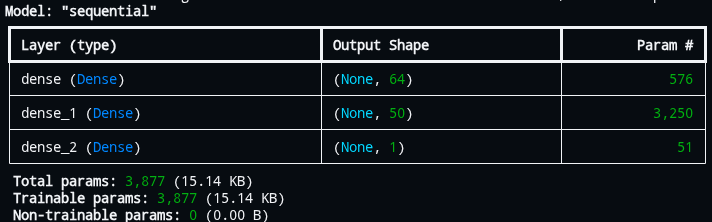 Model: "sequential"
Layer (type) Output Shape Param #
dense (Dense) (None, 64) 576
dense_1 (Dense) (None, 50) 3,250
dense_2 (Dense) (None, 1) 51
Total params: 3,877 (15.14 KB)
Trainable params: 3,877 (15.14 KB)
Non-trainable params: 0 (0.00 B)